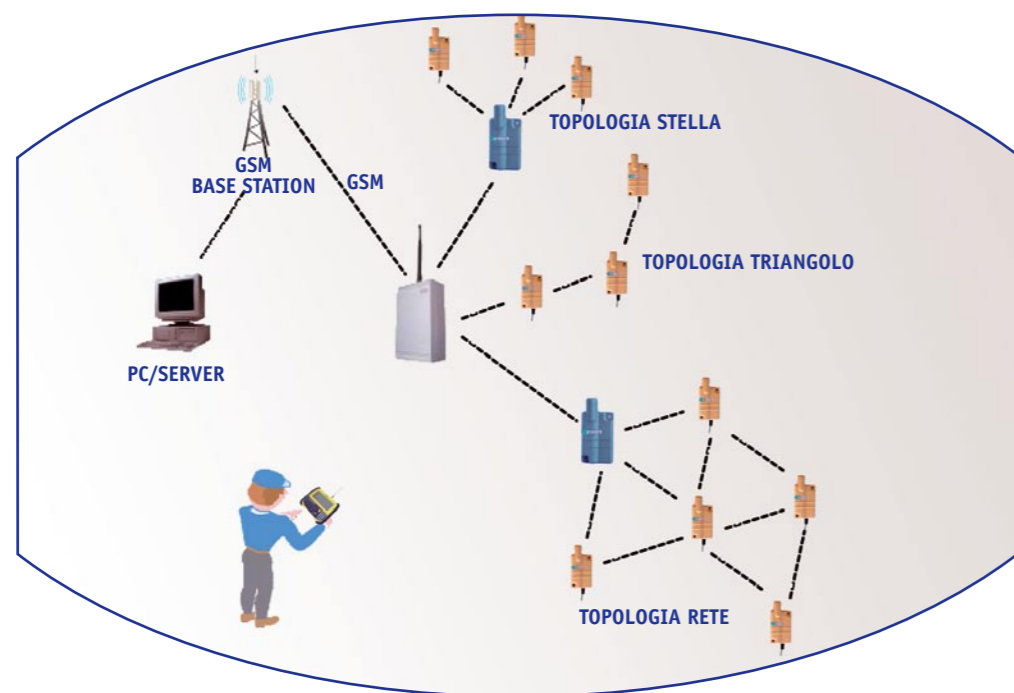 TOPOLOGIA STELLA
GSM
BASE STATION
GSM
TOPOLOGIA TRIANGOLO
PC/SERVER
TOPOLOGIA RETE